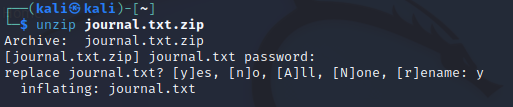 ┌──(kali㉿kali)-[~]
└─$ unzip journal.txt.zip
Archive:  journal.txt.zip
[journal.txt.zip] journal.txt password:
replace journal.txt? [y]es, [n]o, [A]ll, [N]one, [r]ename: y
  inflating: journal.txt